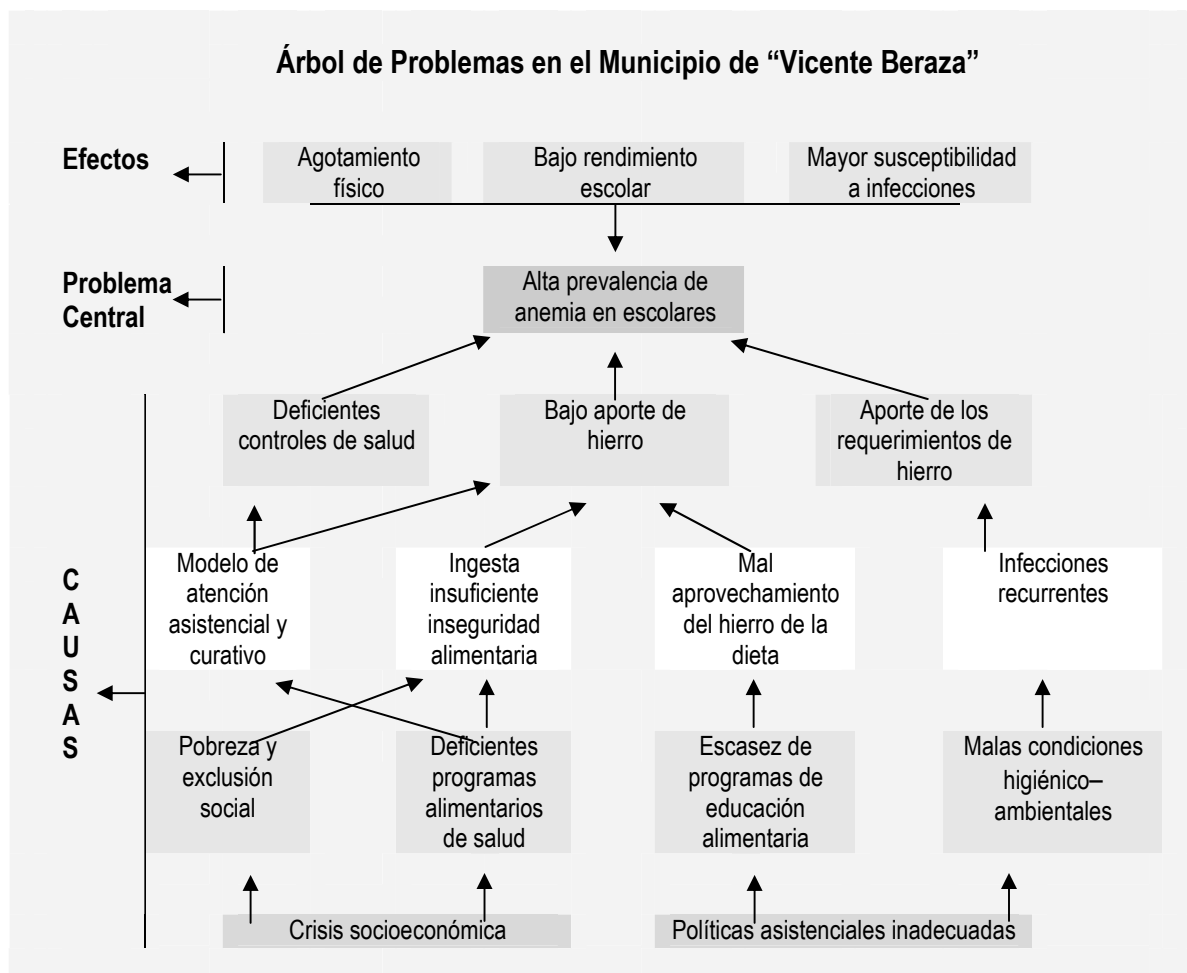 Árbol de Problemas en el Municipio de “Vicente Beraza”
Efectos
Agotamiento
físico
Bajo rendimiento
escolar
Mayor susceptibilidad
a infecciones
Problema
Central
Alta prevalencia de
anemia en escolares
Deficientes
controles de salud
Bajo aporte de
hierro
Aporte de los
requerimientos de
hierro
C
A
U
S
A
S
Modelo de
atención
asistencial y
curativo
Ingesta
insuficiente
inseguridad
alimentaria
Mal
aprovechamiento
del hierro de la
dieta
Infecciones
recurrentes
Pobreza y
exclusión
social
Deficientes
programas
alimentarios
de salud
Escasez de
programas de
educación
alimentaria
Malas condiciones
higiénico–
ambientales
Crisis socioeconómica
Políticas asistenciales inadecuadas